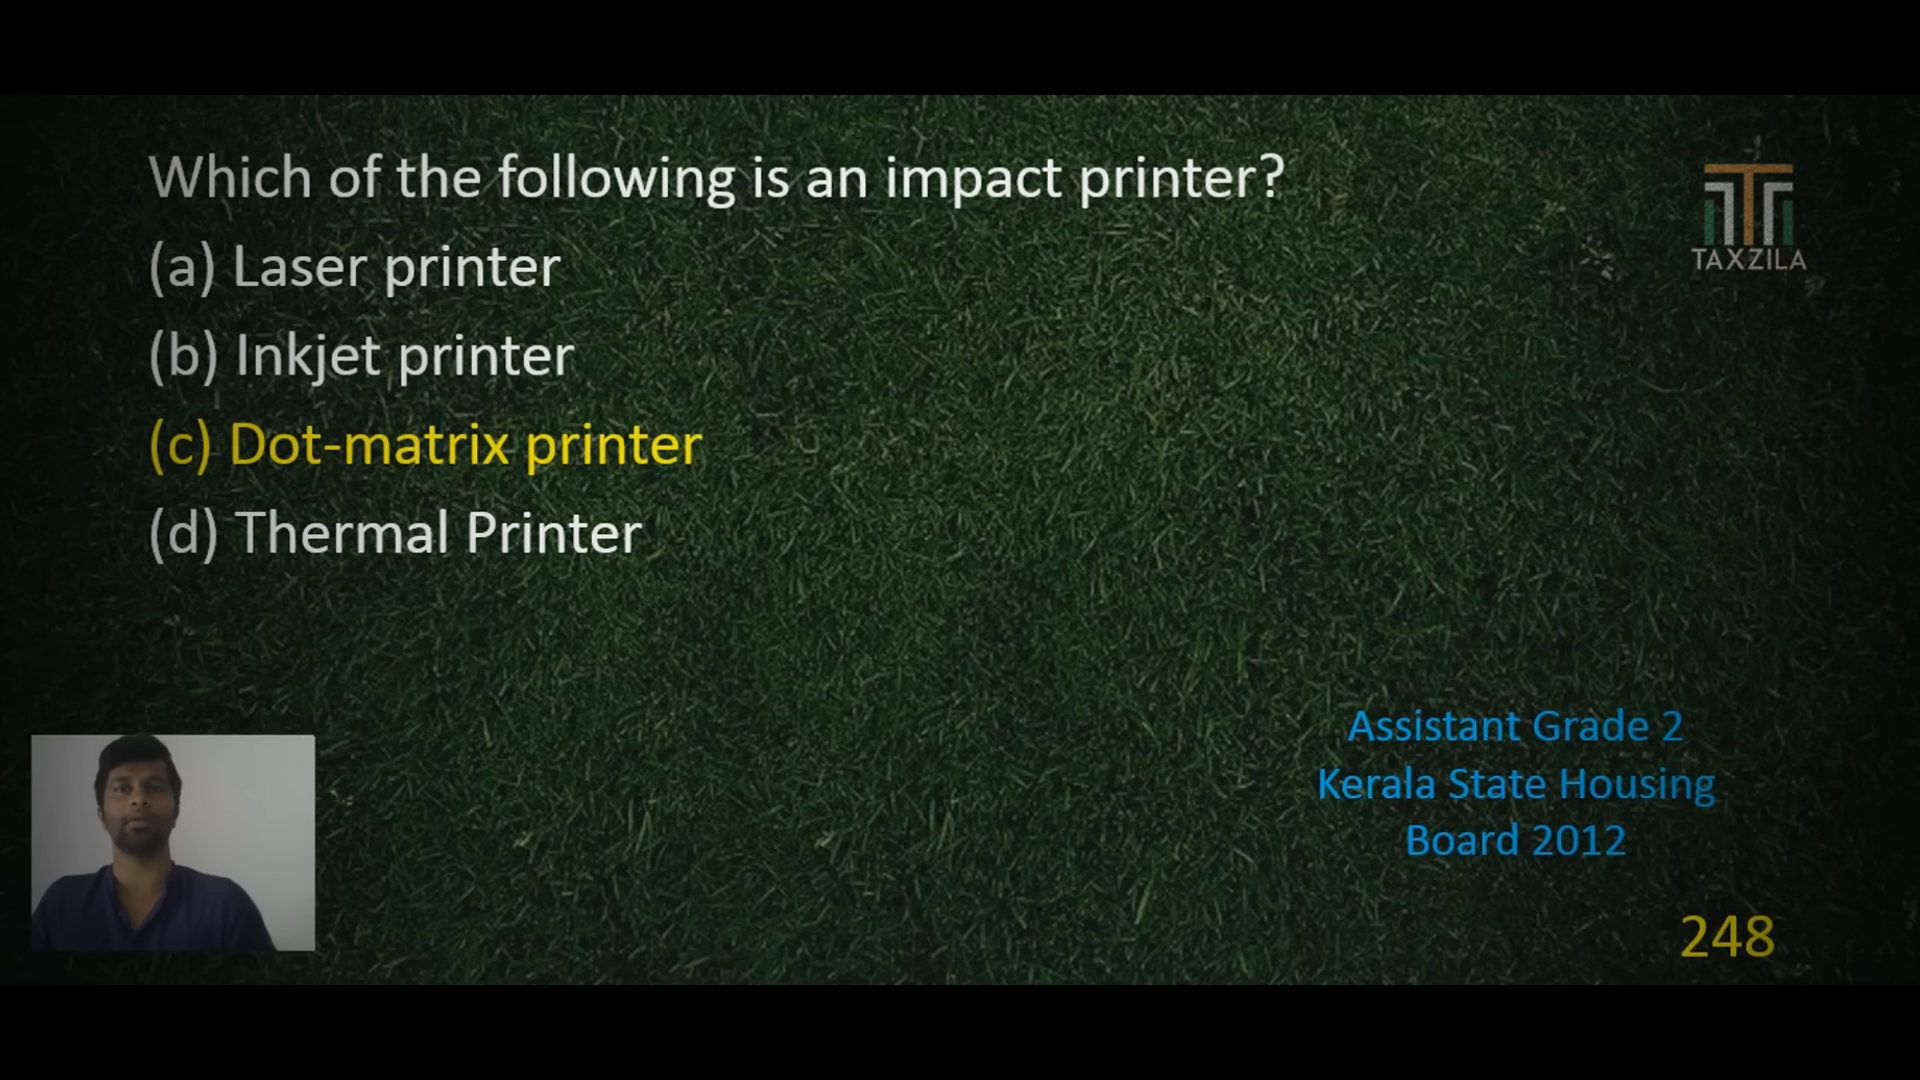 Which of the following is an impact printer?
(a) Laser printer
(b) Inkjet printer
(c) Dot-matrix printer
(d) Thermal Printer
TAXZILA
Assistant Grade 2
Kerala State Housing
Board 2012
248